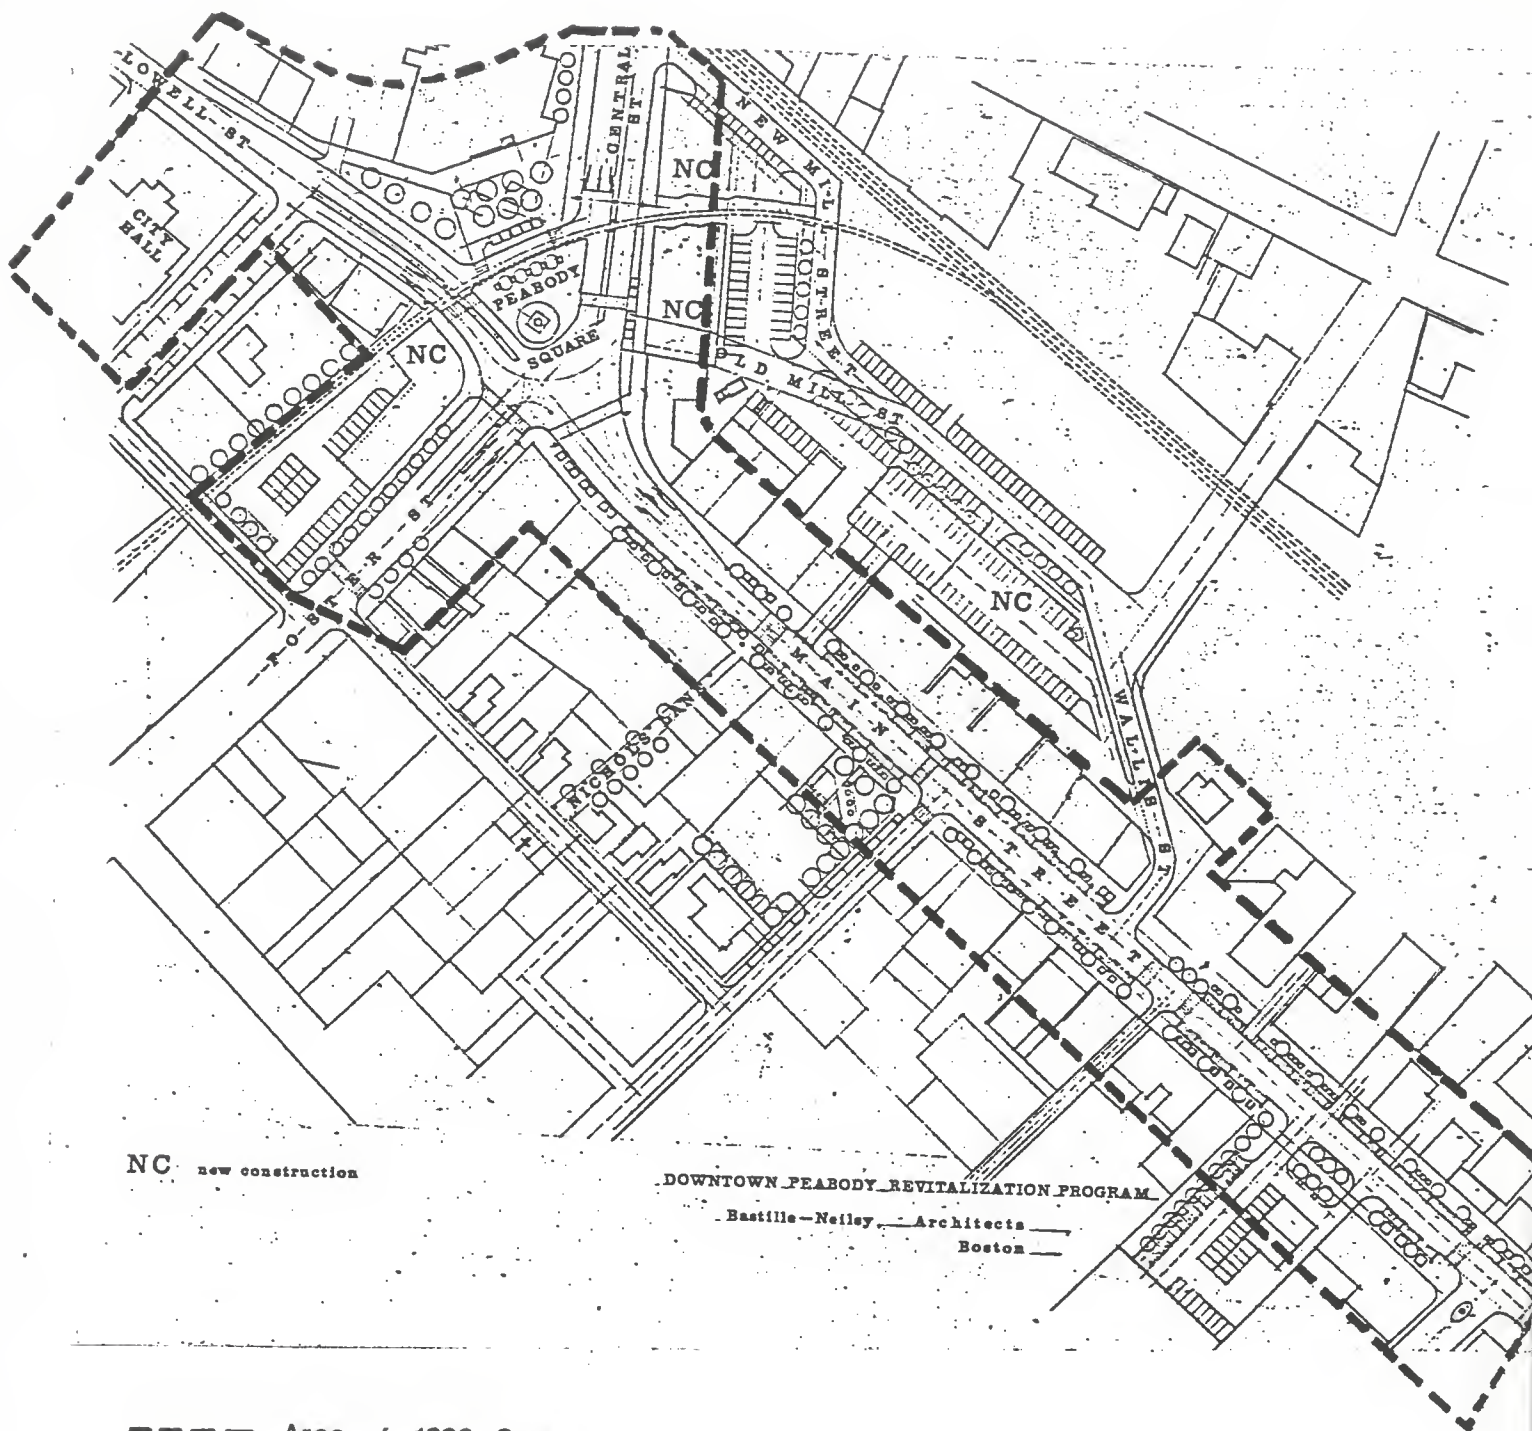 LOWELL ST
CENTRAL ST
NEW MILL STREET
NC
CITY HALL
PEABODY SQUARE
NC
NC
OLD MILL ST
FOSTER ST
NC
MAIN STREET
WALLIS ST
NICHOLS LAN
NC new construction
DOWNTOWN PEABODY REVITALIZATION PROGRAM
Bastille-Neiley, Architects
Boston